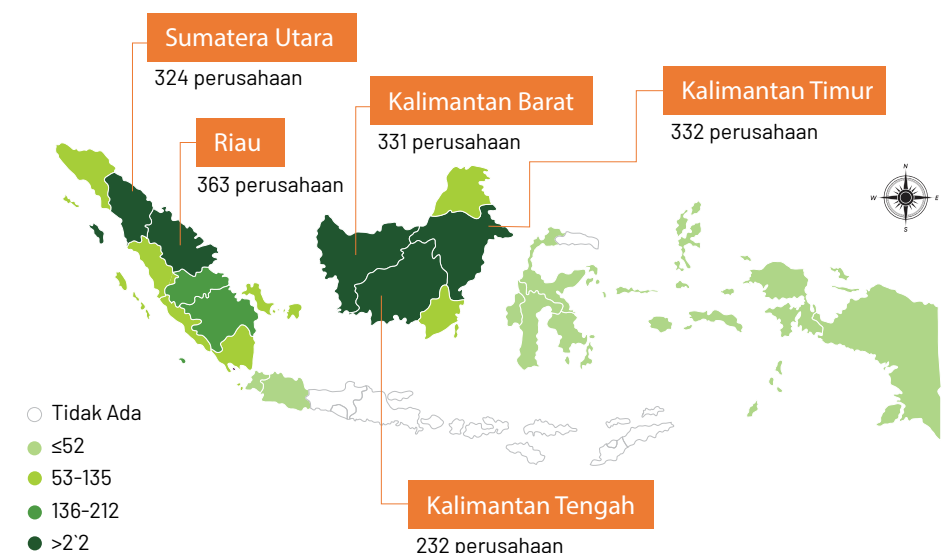 Sumatera Utara
324 perusahaan
Riau
363 perusahaan
Kalimantan Barat
331 perusahaan
Kalimantan Timur
332 perusahaan
N
W
E
S
Tidak Ada
≤52
53-135
136-212
>2`2
Kalimantan Tengah
232 perusahaan